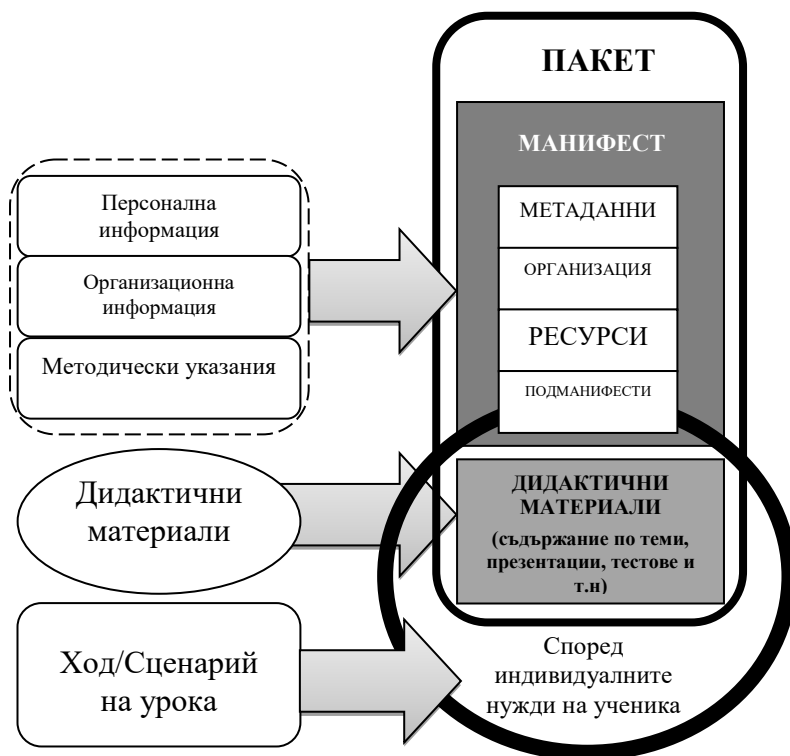 ПАКЕТ
МАНИФЕСТ
МЕТАДАННИ
ОРГАНИЗАЦИЯ
РЕСУРСИ
ПОДМАНИФЕСТИ
Персонална
информация
Организационна
информация
Методически указания
Дидактични
материали
ДИДАКТИЧНИ
МАТЕРИАЛИ
(съдържание по теми,
презентации, тестове и
т.н)
Ход/Сценарий
на урока
Според
индивидуалните
нужди на ученика